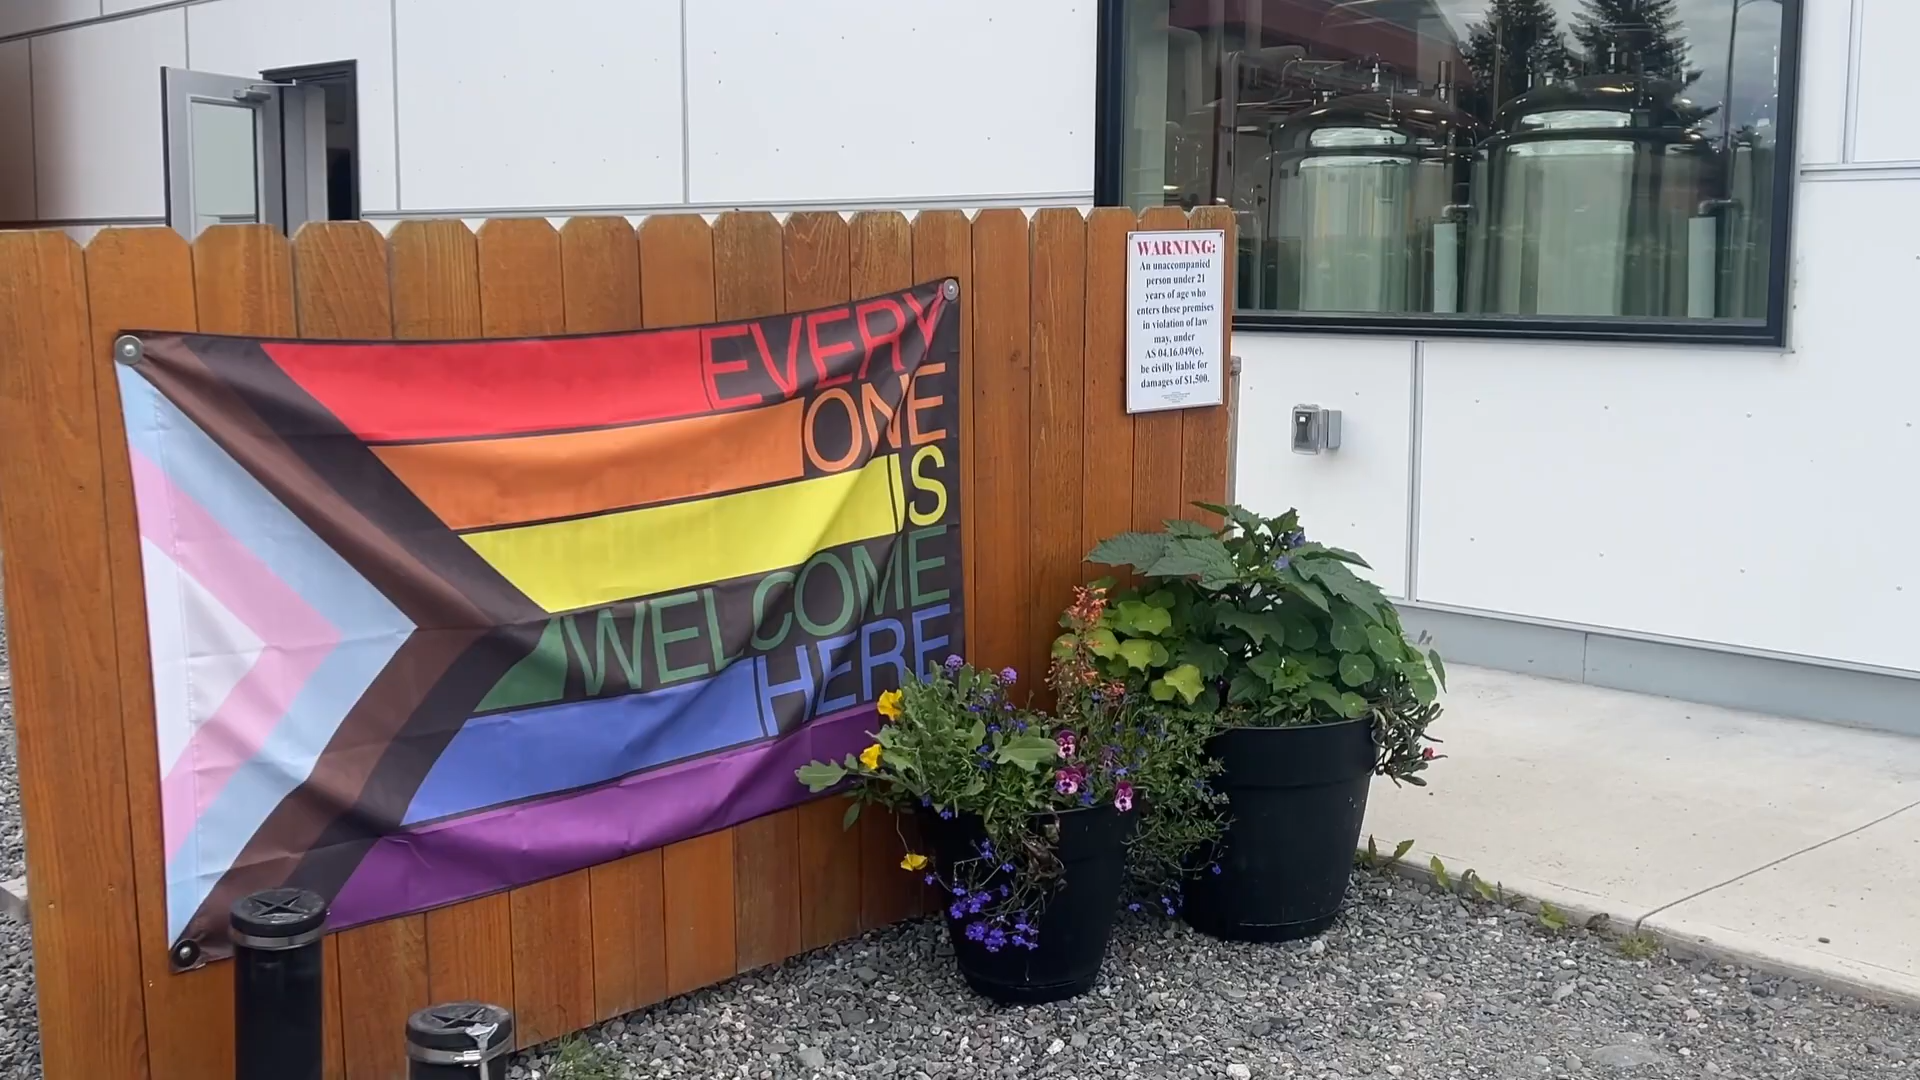 EVERY
ONE
IS
WELCOME
HERE
WARNING:
An unaccompanied
person under 21
years of age who
enters these premises
in violation of law
may, under
AS 04.16.049(e),
be civilly liable for
damages of $1,500.